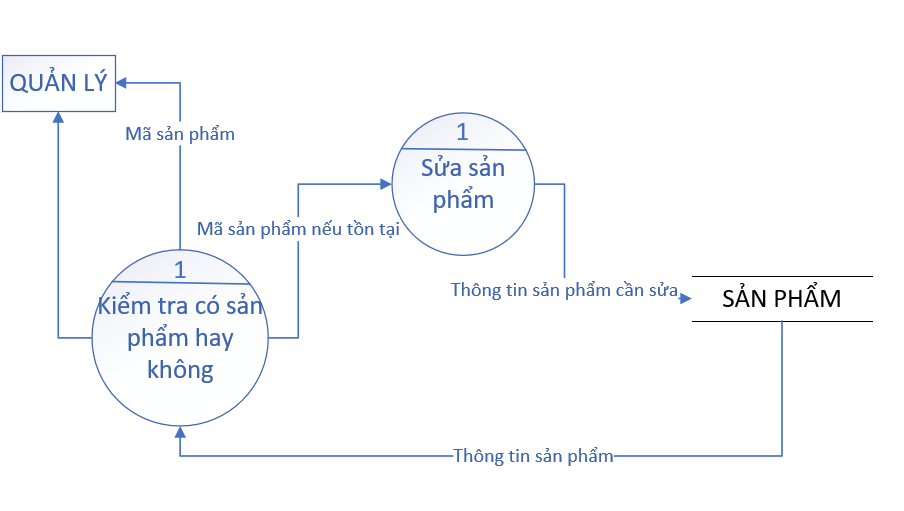 QUẢN LÝ
Mã sản phẩm
1
Sửa sản
phẩm
Mã sản phẩm nếu tồn tại
1
Kiểm tra có sản
phẩm hay
không
Thông tin sản phẩm cần sửa
SẢN PHẨM
Thông tin sản phẩm